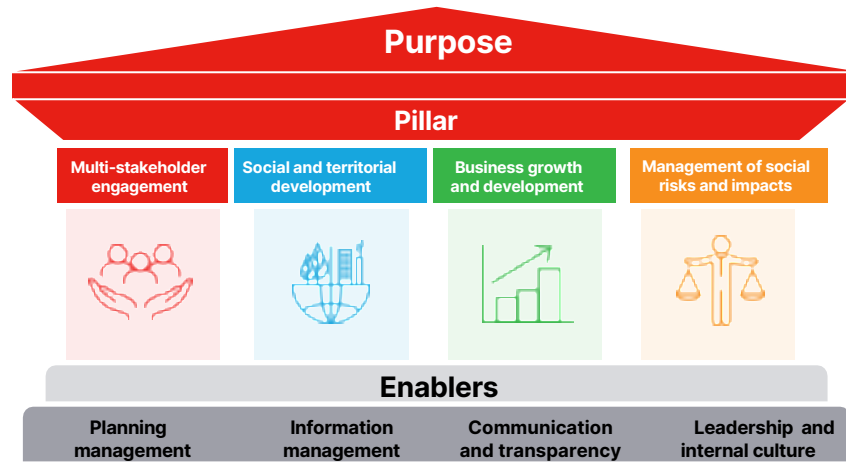 Purpose
Pillar
Multi-stakeholder
engagement
Social and territorial
development
Business growth
and development
Management of social
risks and impacts
Enablers
Planning
management
Information
management
Communication
and transparency
Leadership and
internal culture